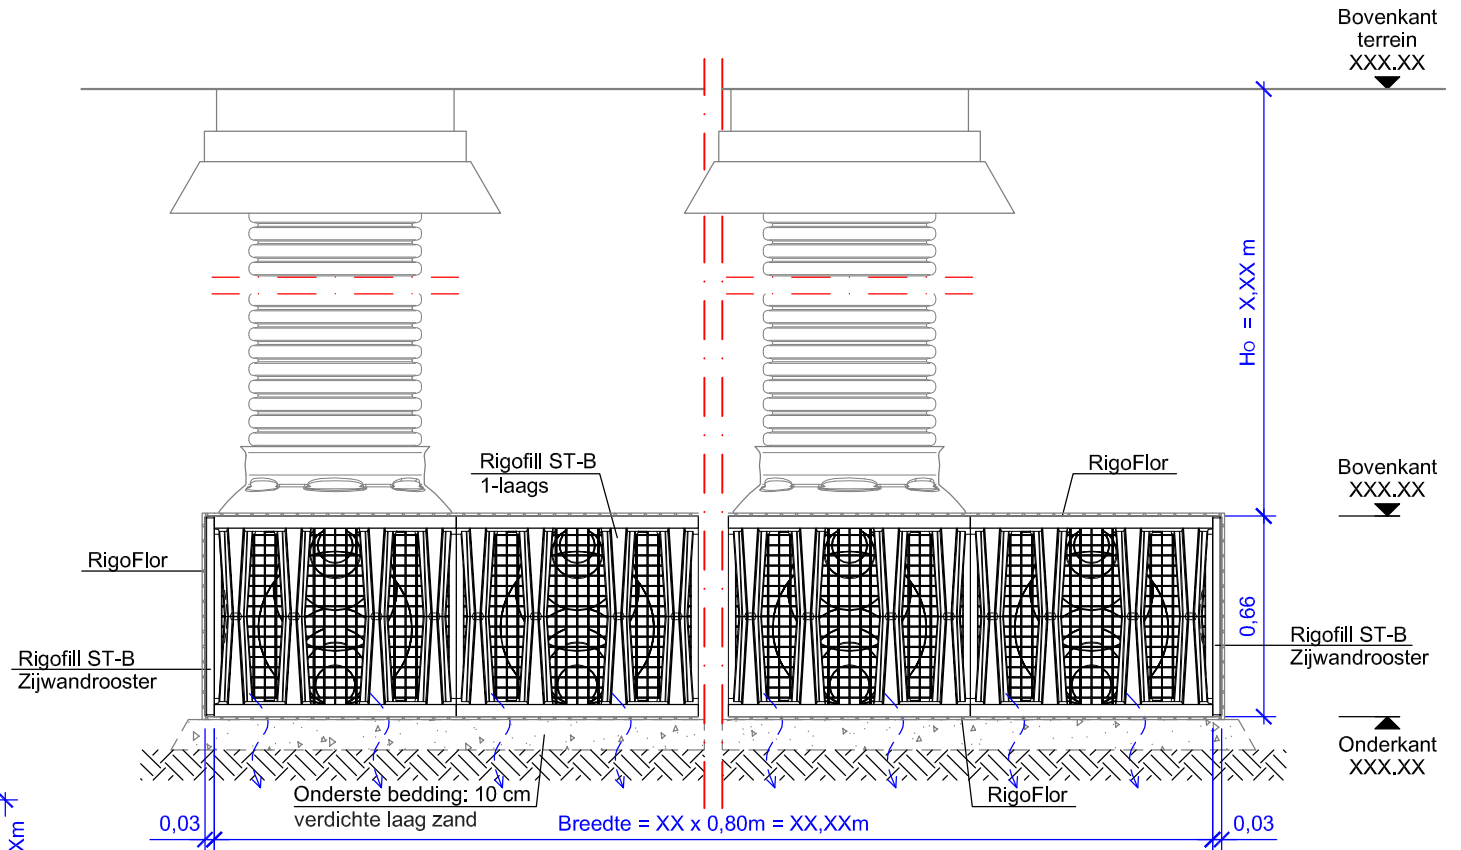 Bovenkant
terrein
XXX.XX
Ho = X,XX m
Rigofill ST-B
1-laags
RigoFlor
Bovenkant
XXX.XX
RigoFlor
0,66
Rigofill ST-B
Zijwandrooster
Rigofill ST-B
Zijwandrooster
Onderkant
XXX.XX
Onderste bedding: 10 cm
verdichte laag zand
RigoFlor
0,03
Breedte = XX x 0,80m = XX,XXm
0,03
Xm